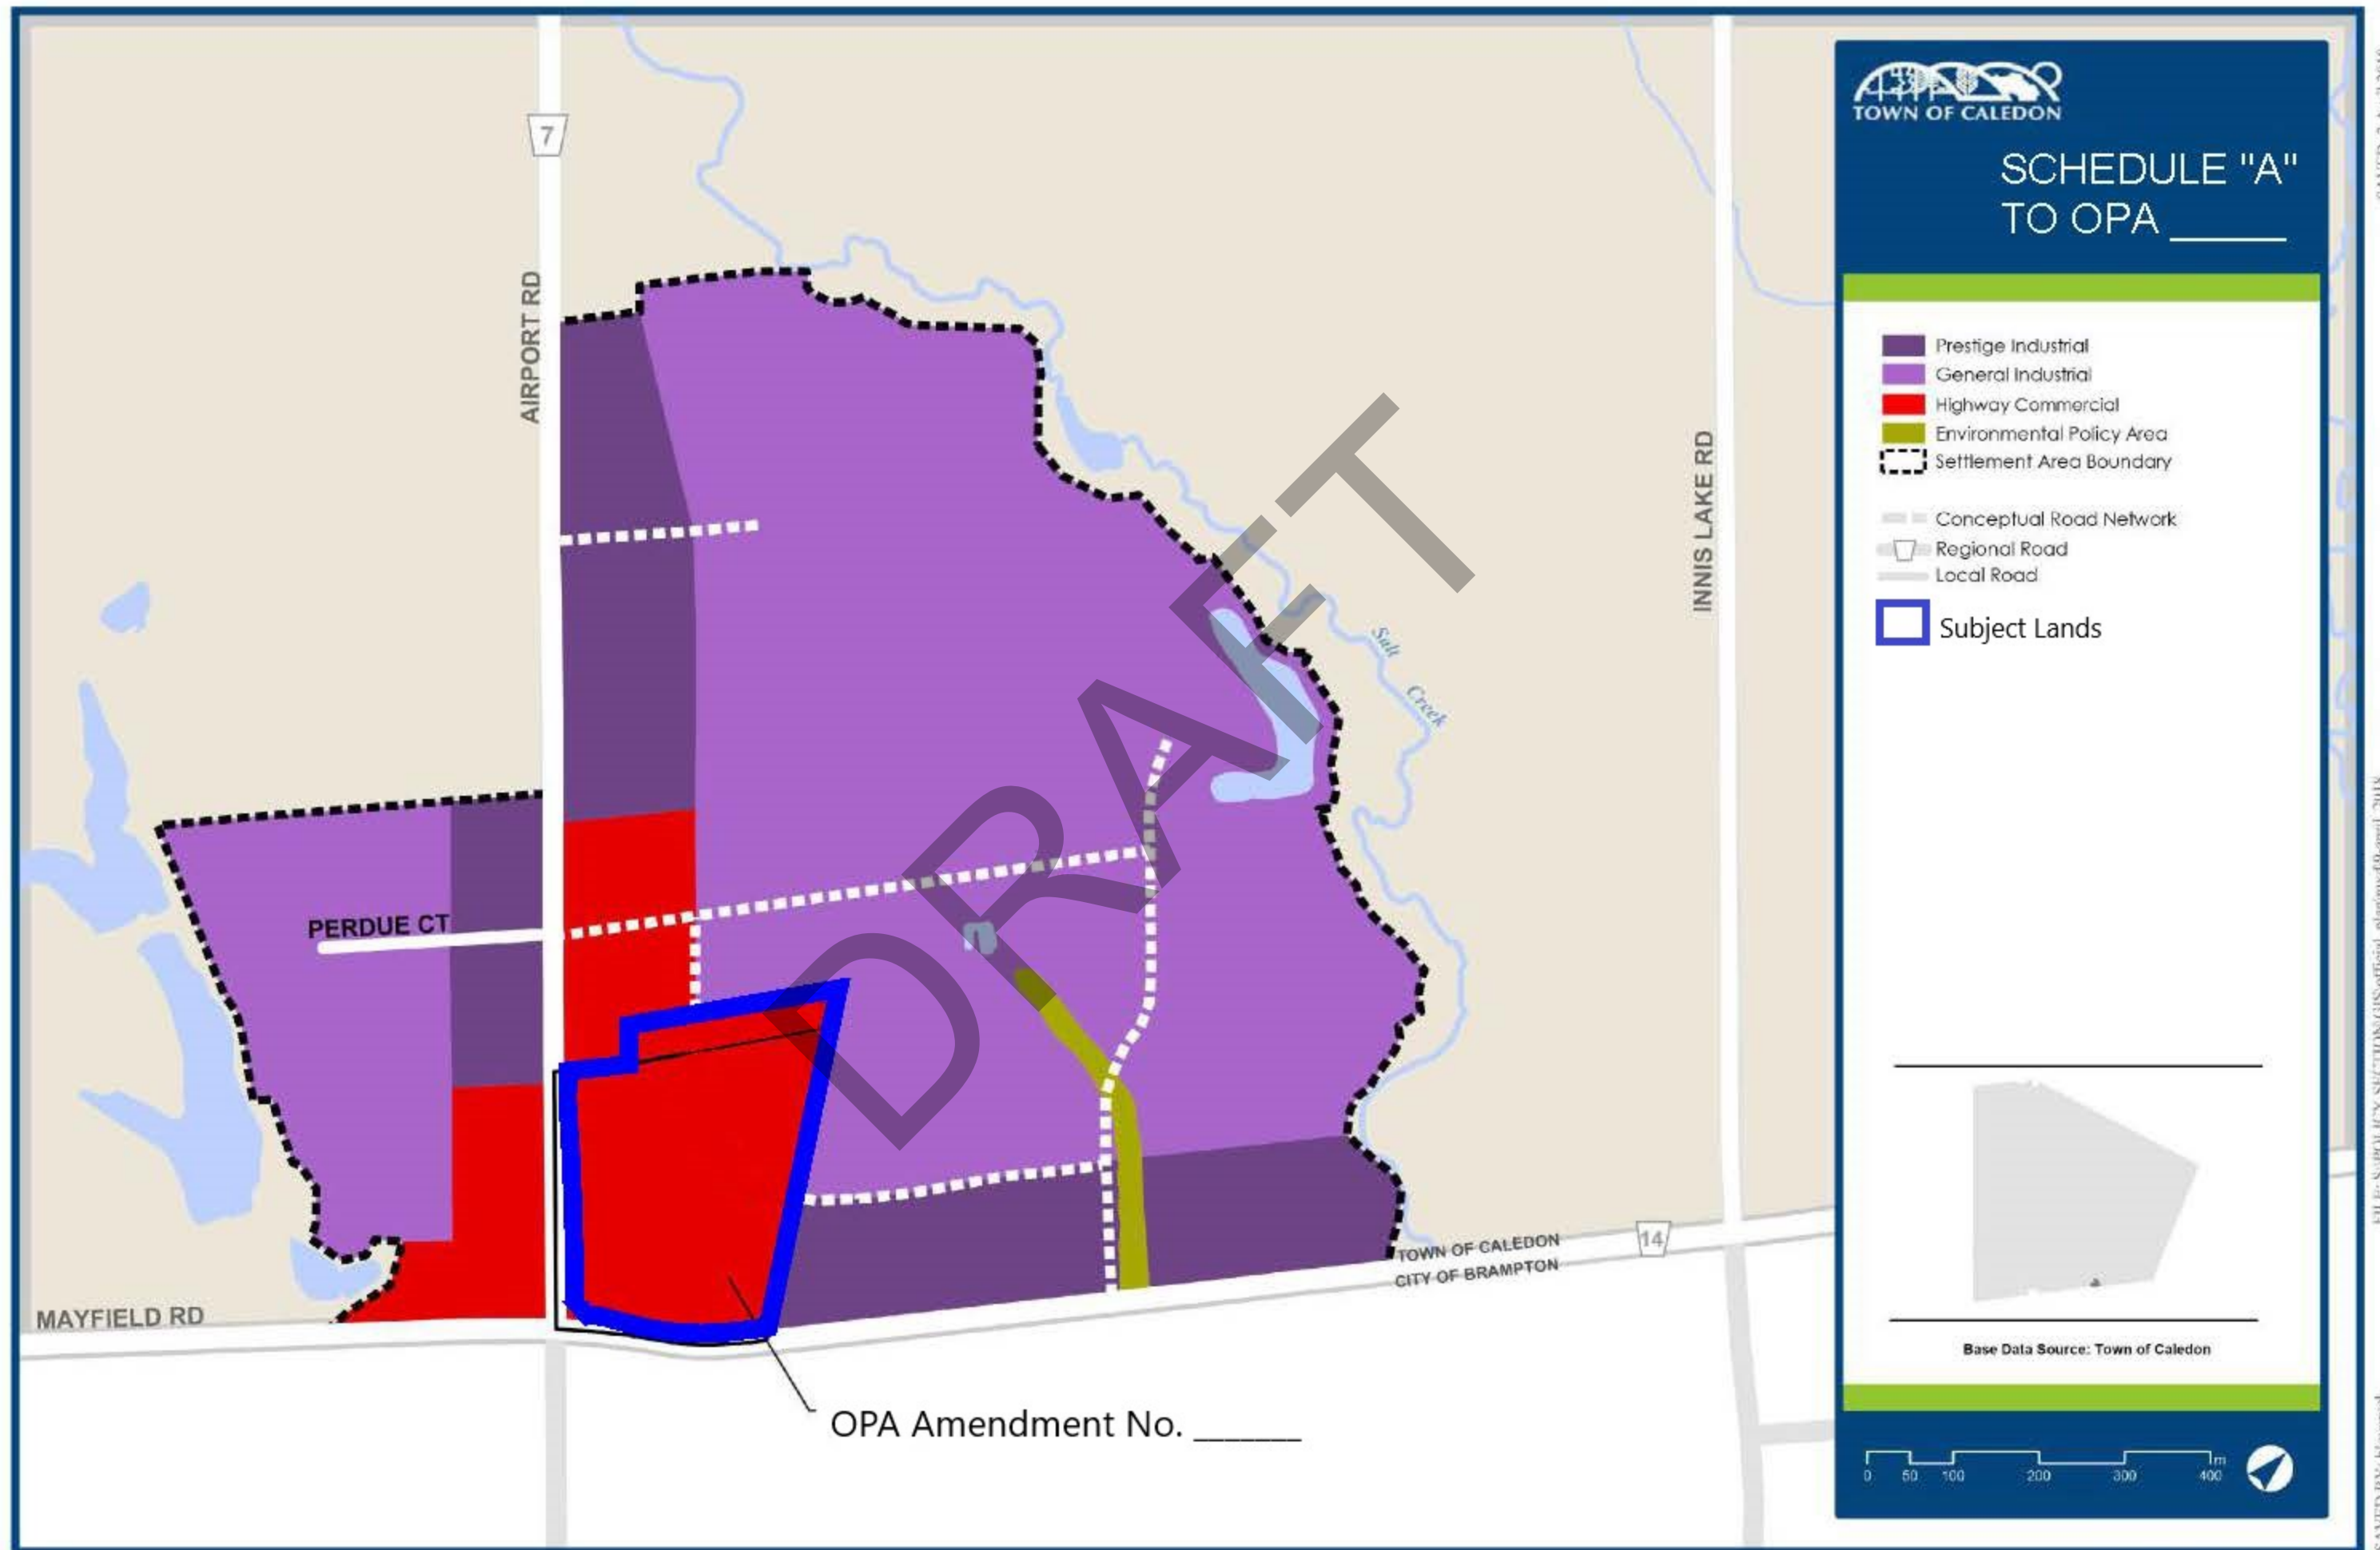 TOWN OF CALEDON
SCHEDULE "A"
TO OPA ______
Prestige Industrial
General Industrial
Highway Commercial
Environmental Policy Area
Settlement Area Boundary
Conceptual Road Network
Regional Road
Local Road
Subject Lands
Base Data Source: Town of Caledon
0 50 100 200 300 400 m
7
AIRPORT RD
INNIS LAKE RD
Salt
Creek
DRAFT
PERDUE CT
MAYFIELD RD
TOWN OF CALEDON
CITY OF BRAMPTON
14
OPA Amendment No. ______